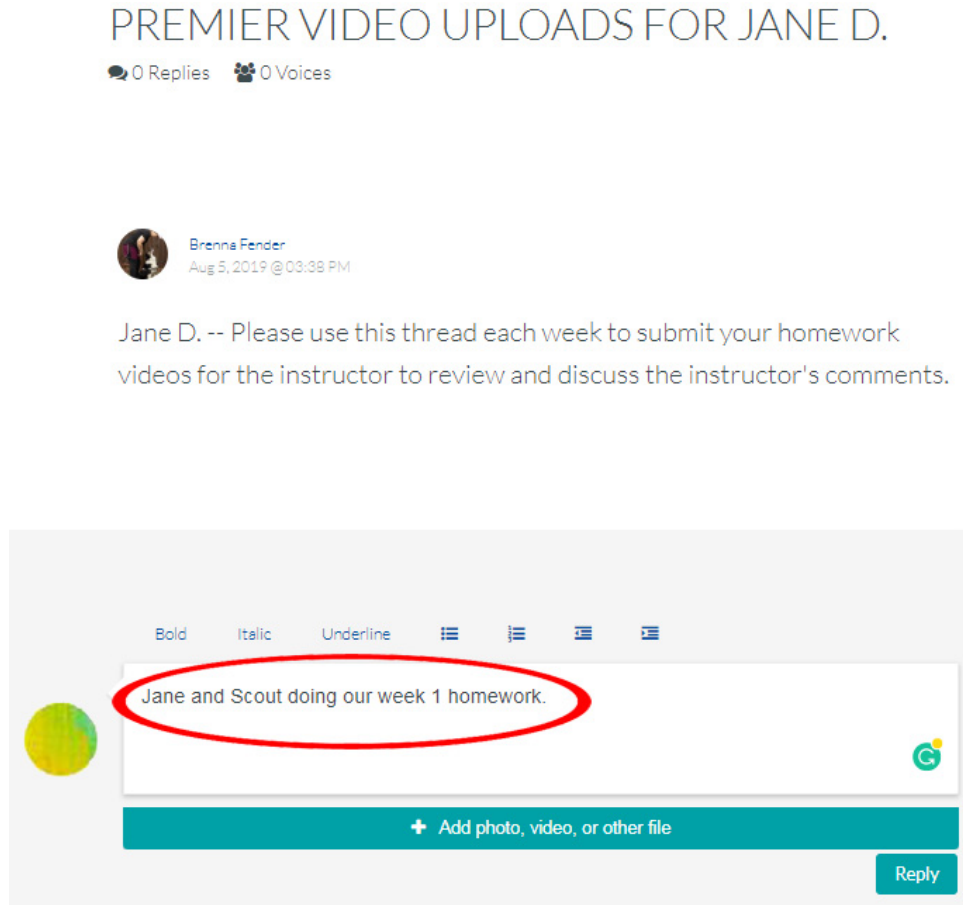 PREMIER VIDEO UPLOADS FOR JANE D.
0 Replies 0 Voices
Brenna Fender
Aug 5, 2019 @ 03:38 PM
Jane D. -- Please use this thread each week to submit your homework
videos for the instructor to review and discuss the instructor's comments.
Bold Italic Underline
Jane and Scout doing our week 1 homework.
+ Add photo, video, or other file
Reply